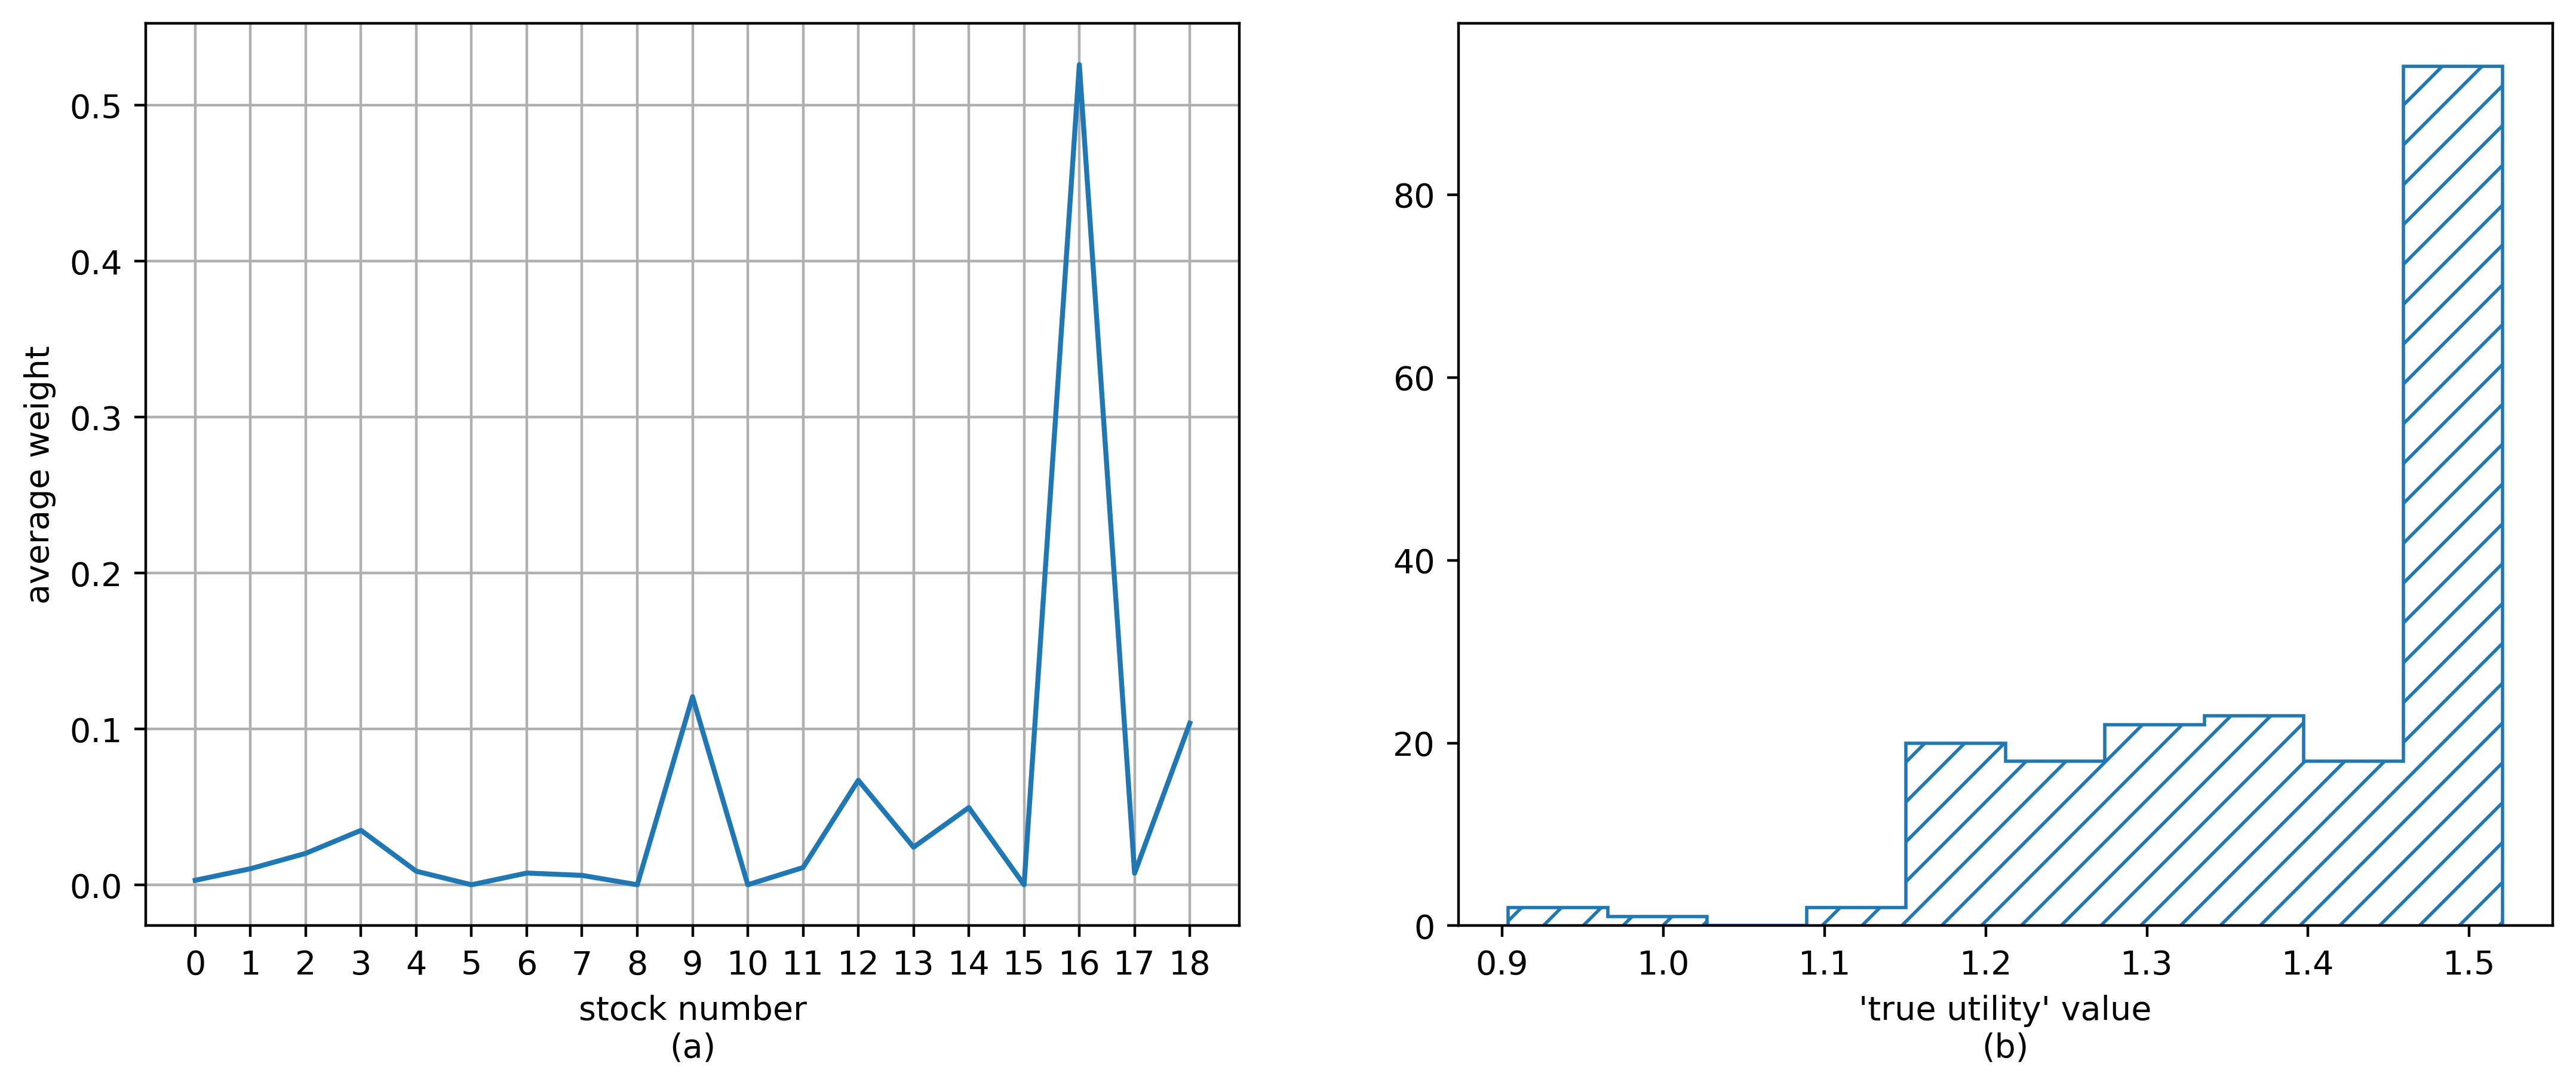 0.5
0.4
0.3
0.2
0.1
0.0
average weight
0 1 2 3 4 5 6 7 8 9 10 11 12 13 14 15 16 17 18
stock number
(a)
80
60
40
20
0
0.9 1.0 1.1 1.2 1.3 1.4 1.5
'true utility' value
(b)